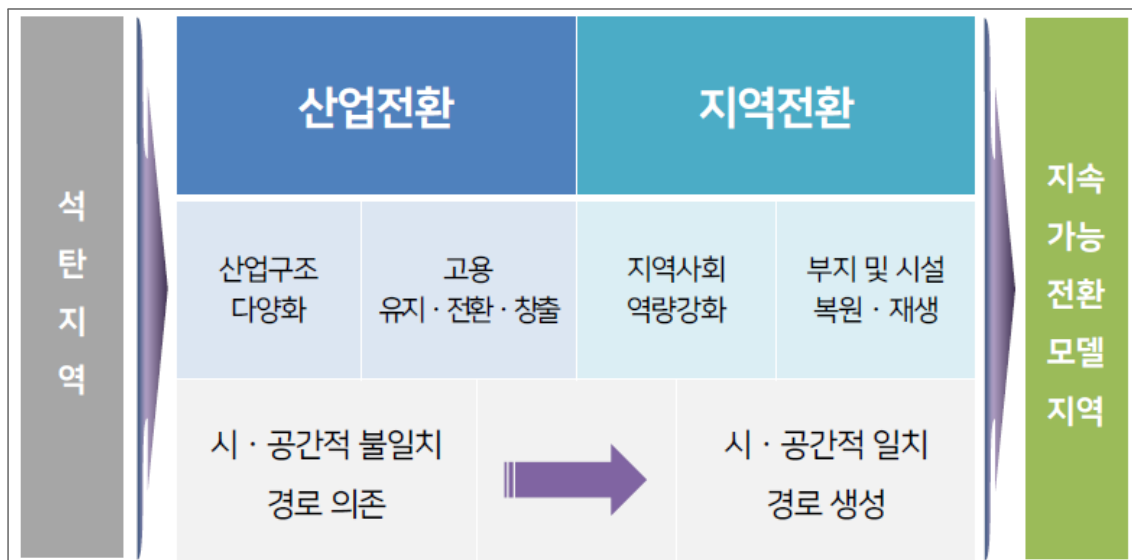 석
탄
지
역
산업전환
지역전환
산업구조
다양화
고용
유지 · 전환 · 창출
지역사회
역량강화
부지 및 시설
복원 · 재생
시 · 공간적 불일치
경로 의존
시 · 공간적 일치
경로 생성
지속
가능
전환
모델
지역